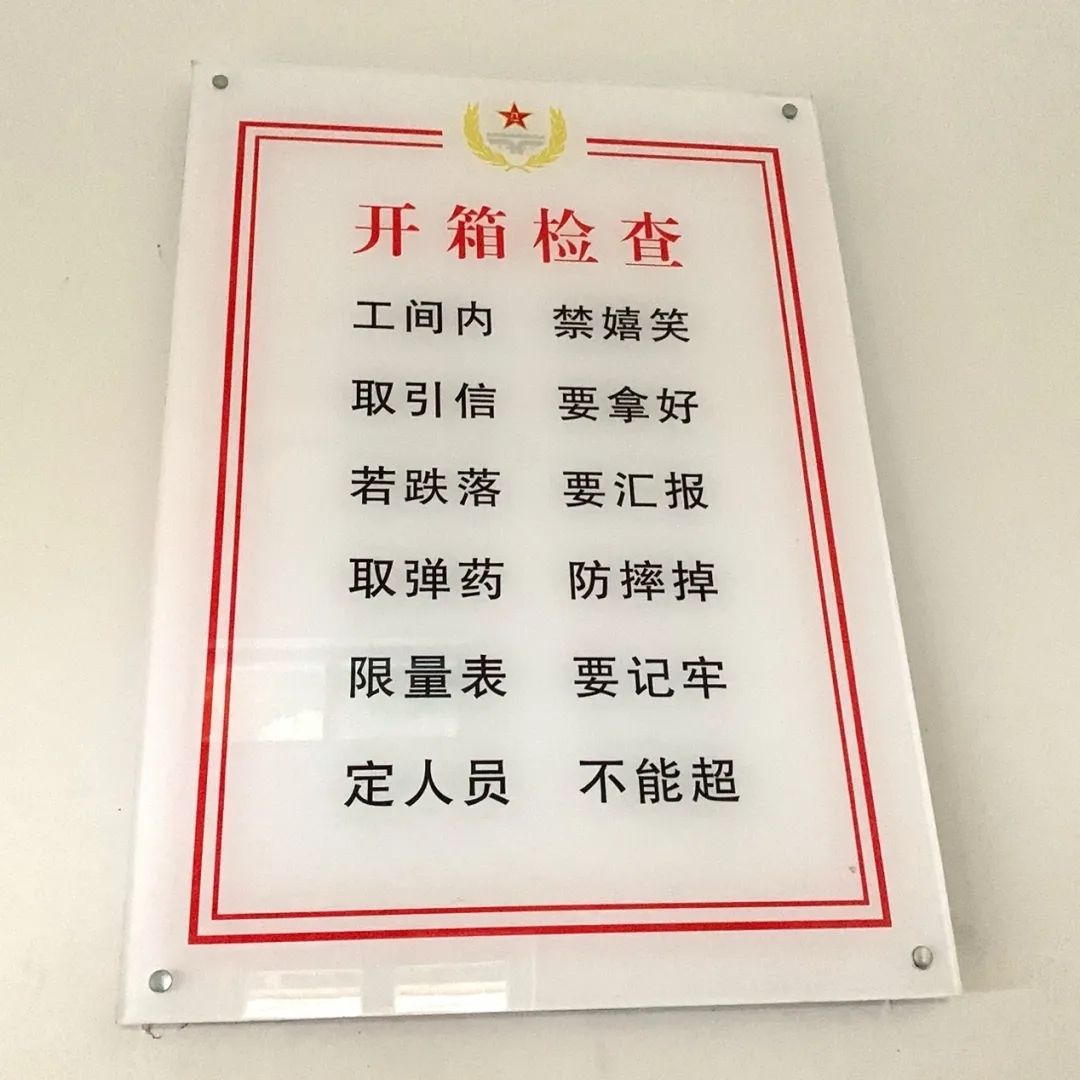 开箱检查
工间内 禁嬉笑
取引信 要拿好
若跌落 要汇报
取弹药 防摔掉
限量表 要记牢
定人员 不能超